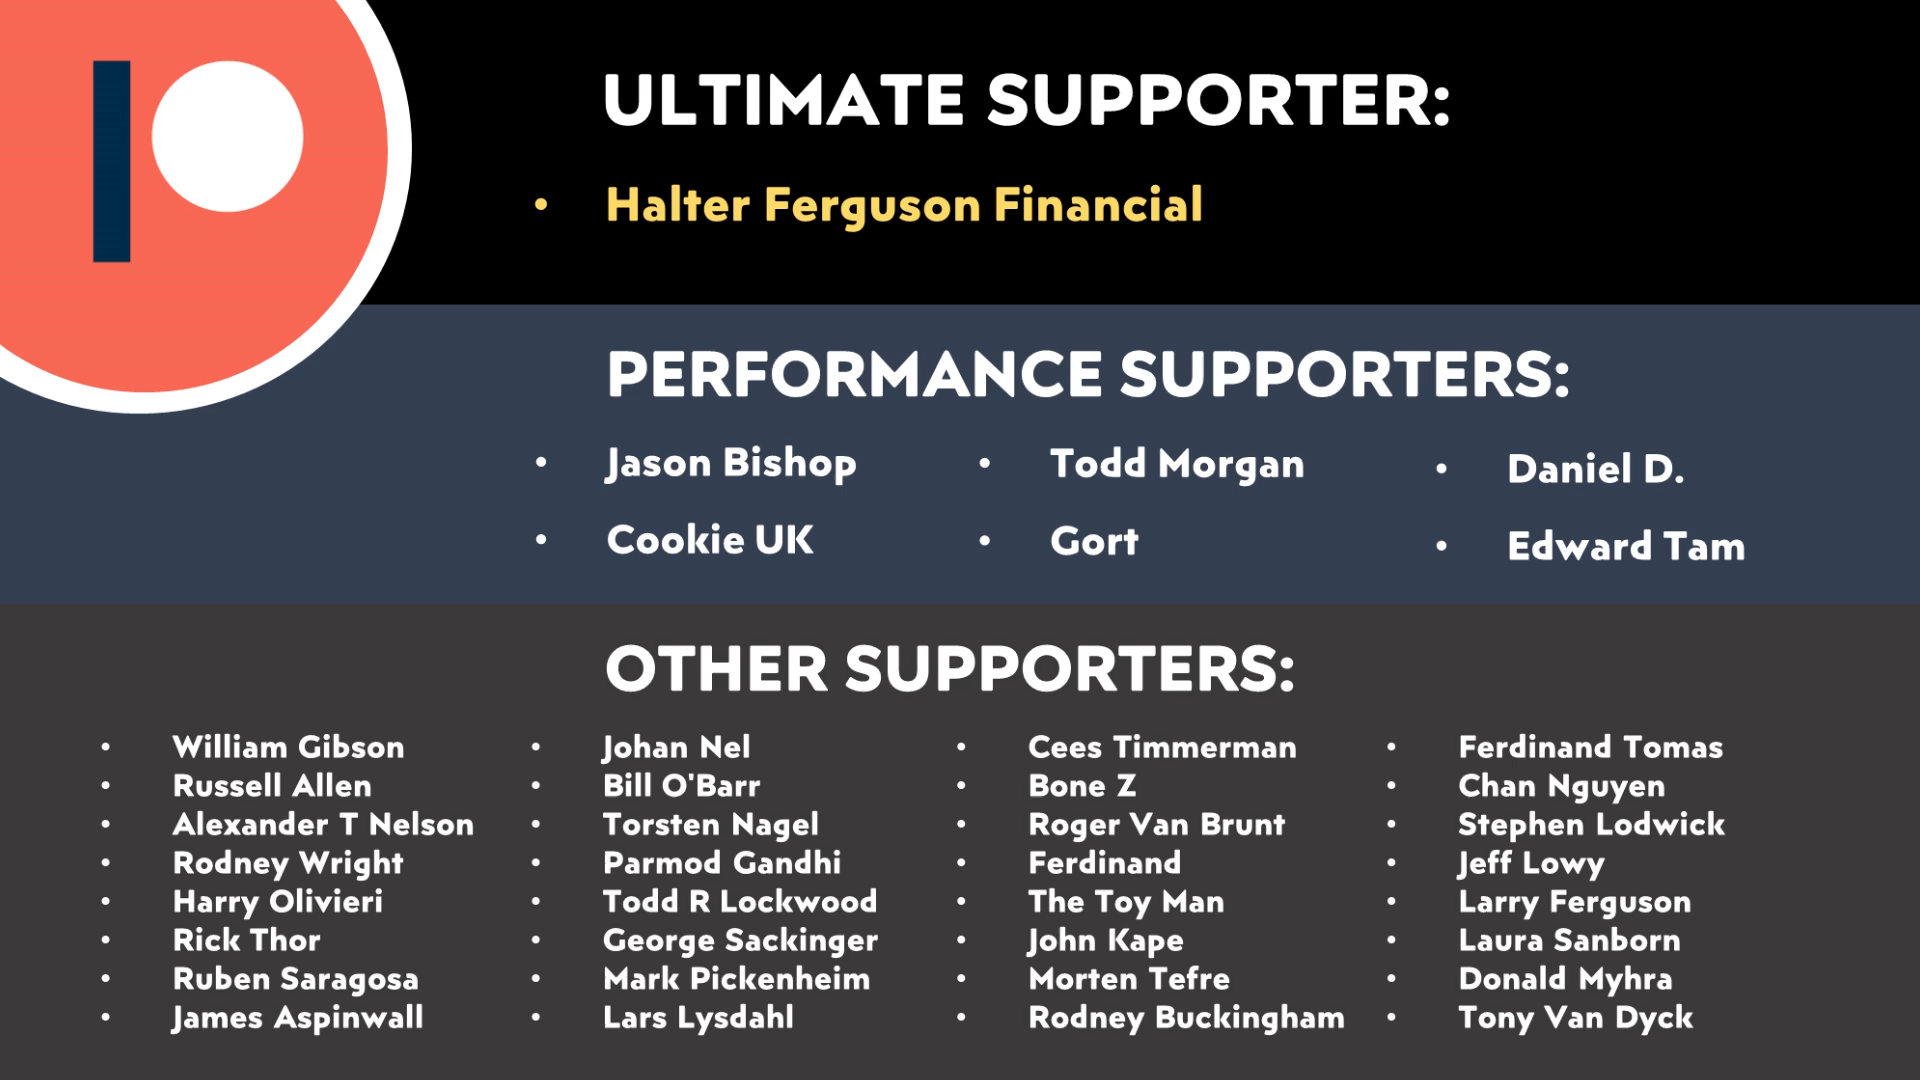 ULTIMATE SUPPORTER:
• Halter Ferguson Financial
PERFORMANCE SUPPORTERS:
• Jason Bishop
• Cookie UK
• Todd Morgan
• Gort
• Daniel D.
• Edward Tam
OTHER SUPPORTERS:
• William Gibson
• Russell Allen
• Alexander T Nelson
• Rodney Wright
• Harry Olivieri
• Rick Thor
• Ruben Saragosa
• James Aspinwall
• Johan Nel
• Bill O'Barr
• Torsten Nagel
• Parmod Gandhi
• Todd R Lockwood
• George Sackinger
• Mark Pickenheim
• Lars Lysdahl
• Cees Timmerman
• Bone Z
• Roger Van Brunt
• Ferdinand
• The Toy Man
• John Kape
• Morten Tefre
• Rodney Buckingham
• Ferdinand Tomas
• Chan Nguyen
• Stephen Lodwick
• Jeff Lowy
• Larry Ferguson
• Laura Sanborn
• Donald Myhra
• Tony Van Dyck